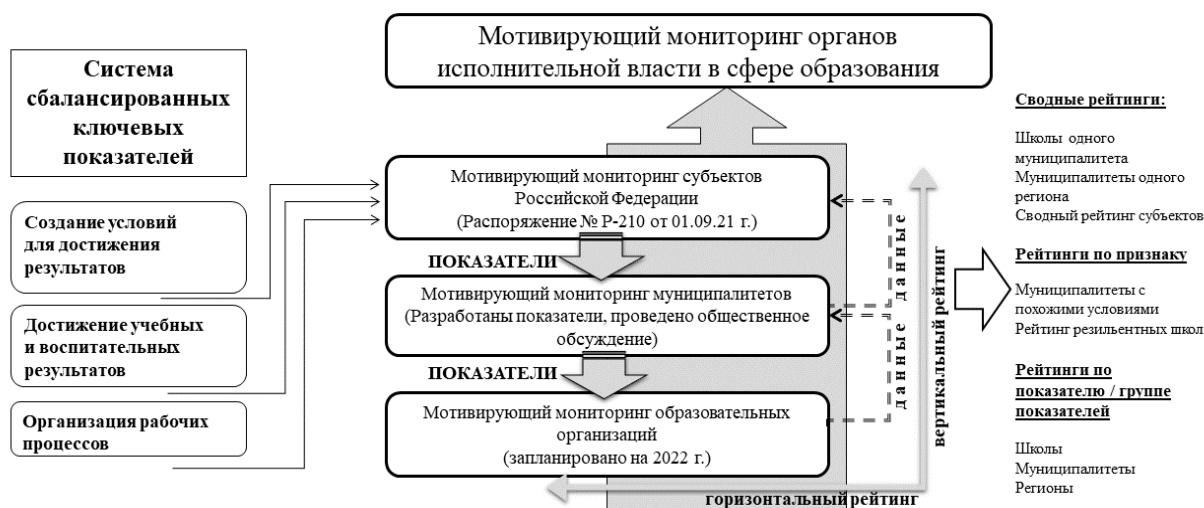 Мотивирующий мониторинг органов
исполнительной власти в сфере образования
Система
сбалансированных
ключевых
показателей
Создание условий
для достижения
результатов
Достижение учебных
и воспитательных
результатов
Организация рабочих
процессов
Мотивирующий мониторинг субъектов
Российской Федерации
(Распоряжение № Р-210 от 01.09.21 г.)
ПОКАЗАТЕЛИ
Мотивирующий мониторинг муниципалитетов
(Разработаны показатели, проведено общественное
обсуждение)
ПОКАЗАТЕЛИ
Мотивирующий мониторинг образовательных
организаций
(запланировано на 2022 г.)
данные
данные
вертикальный рейтинг
горизонтальный рейтинг
Сводные рейтинги:
Школы одного
муниципалитета
Муниципалитеты одного
региона
Сводный рейтинг субъектов
Рейтинги по признаку
Муниципалитеты с
похожими условиями
Рейтинг резильентных школ
Рейтинги по
показателю / группе
показателей
Школы
Муниципалитеты
Регионы